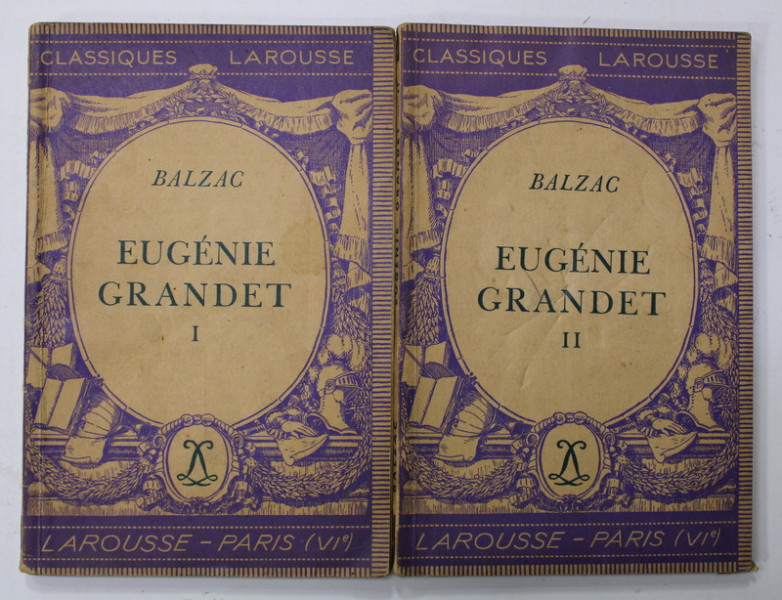 CLASSIQUES LAROUSSE
BALZAC
EUGÉNIE
GRANDET
I
LAROUSSE – PARIS (VIe)
CLASSIQUES LAROUSSE
BALZAC
EUGÉNIE
GRANDET
II
LAROUSSE – PARIS (VIe)